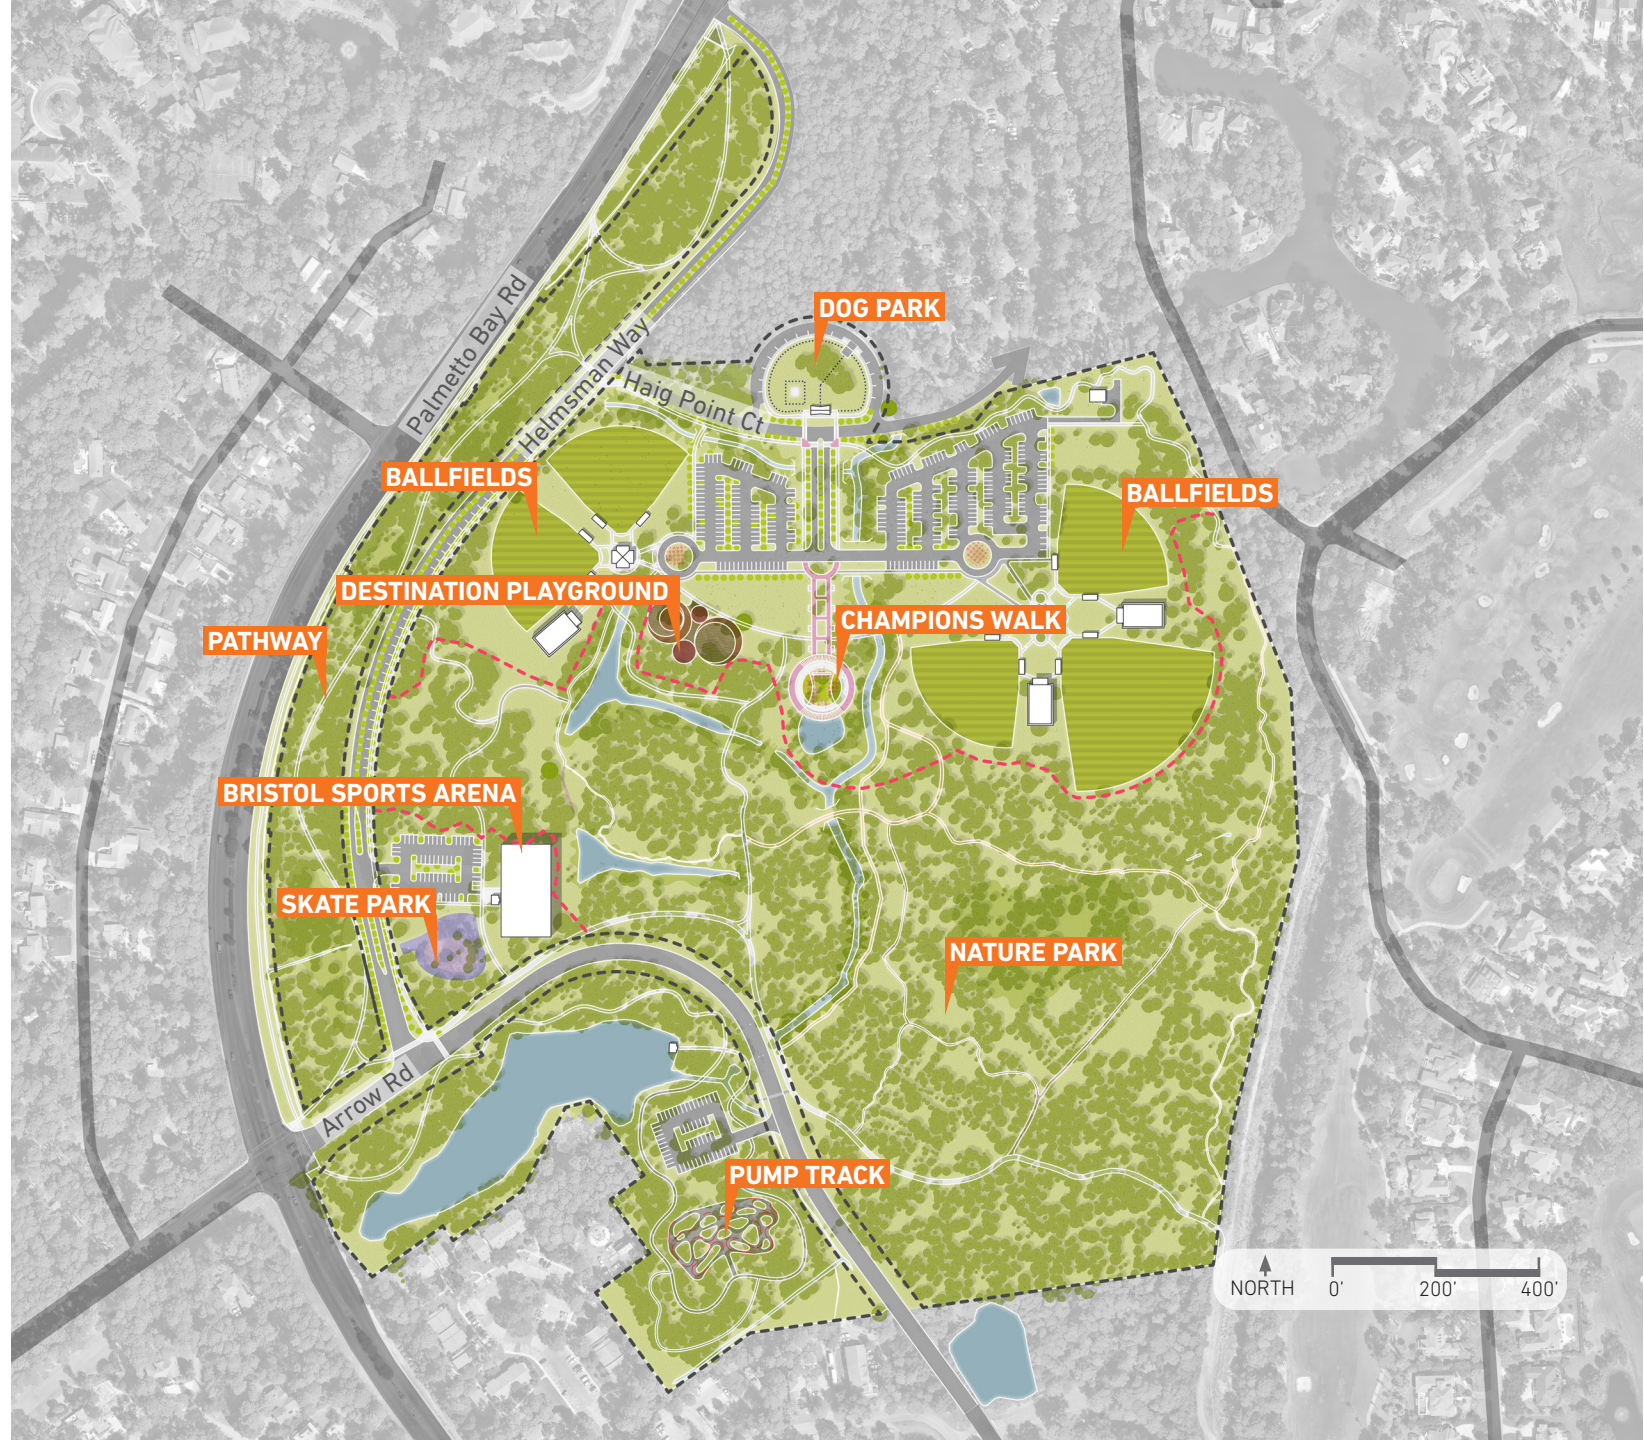 DOG PARK
Palmetto Bay Rd
Helmsman Way
Haig Point Ct
BALLFIELDS
BALLFIELDS
DESTINATION PLAYGROUND
CHAMPIONS WALK
PATHWAY
BRISTOL SPORTS ARENA
SKATE PARK
NATURE PARK
Arrow Rd
PUMP TRACK
NORTH
0' 200' 400'